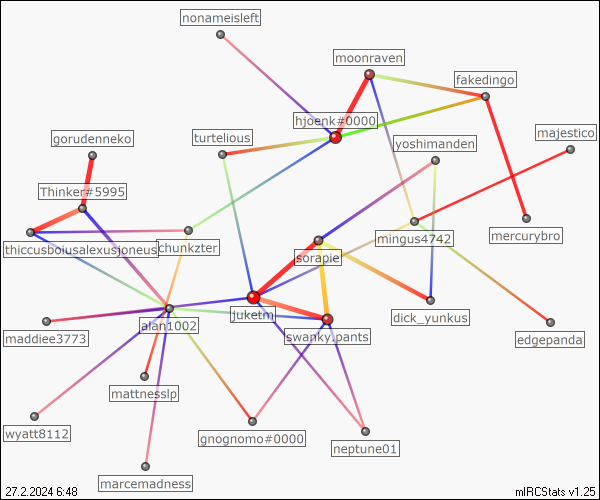 nonameisleft
moonraven
fakedingo
hjoenk#0000
majestico
gorudenneko
turtelious
yoshimanden
Thinker#5995
thiccusboiusalexusjoneus
chunkzter
mingus4742
mercurybro
sorapie
juketm
alan1002
dick_yunkus
maddiee3773
swanky.pants
edgepanda
mattnesslp
wyatt8112
gnognomo#0000
neptune01
marcemadness
27.2.2024 6:48
mIRCStats v1.25